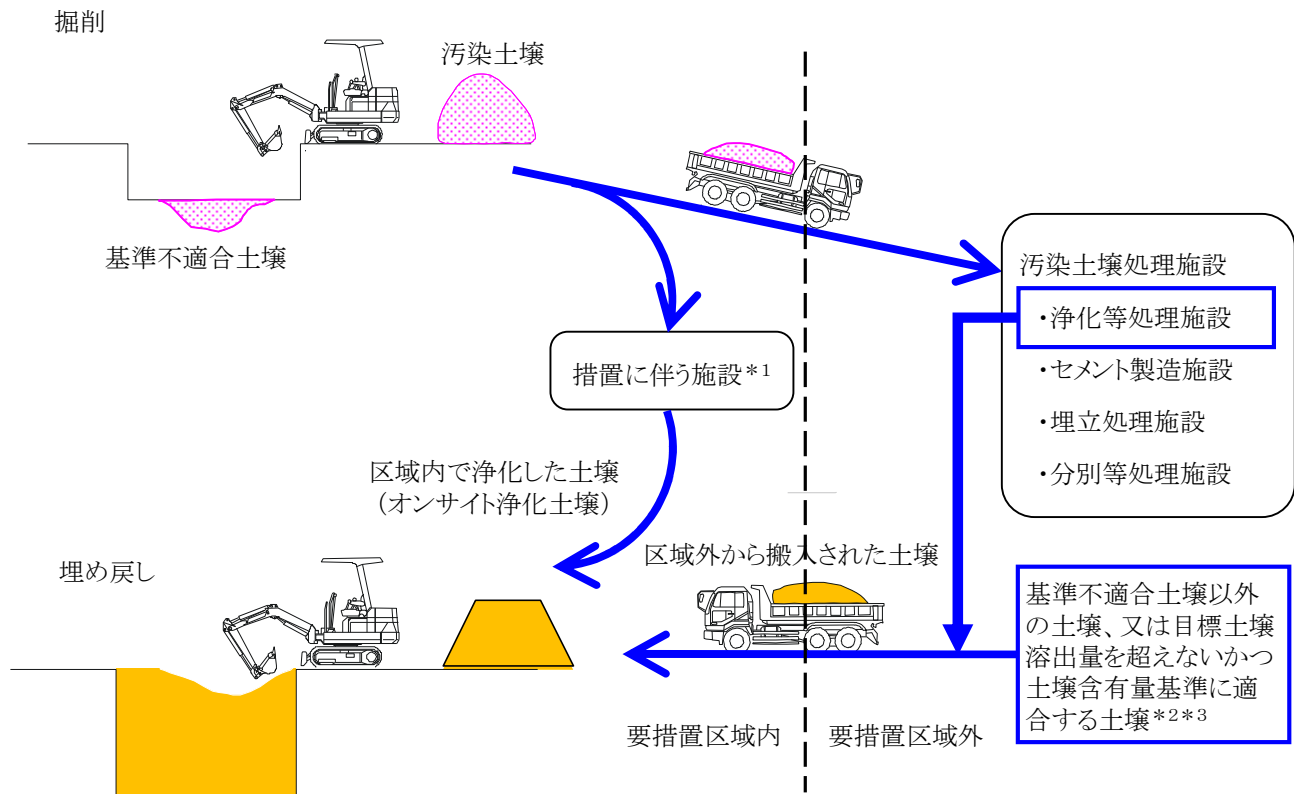 掘削
汚染土壌
基準不適合土壌
汚染土壌処理施設
・浄化等処理施設
・セメント製造施設
・埋立処理施設
・分別等処理施設
措置に伴う施設*1
区域内で浄化した土壌
(オンサイト浄化土壌)
埋め戻し
区域外から搬入された土壌
基準不適合土壌以外
の土壌、又は目標土壌
溶出量を超えないかつ
土壌含有量基準に適
合する土壌*2*3
要措置区域内
要措置区域外